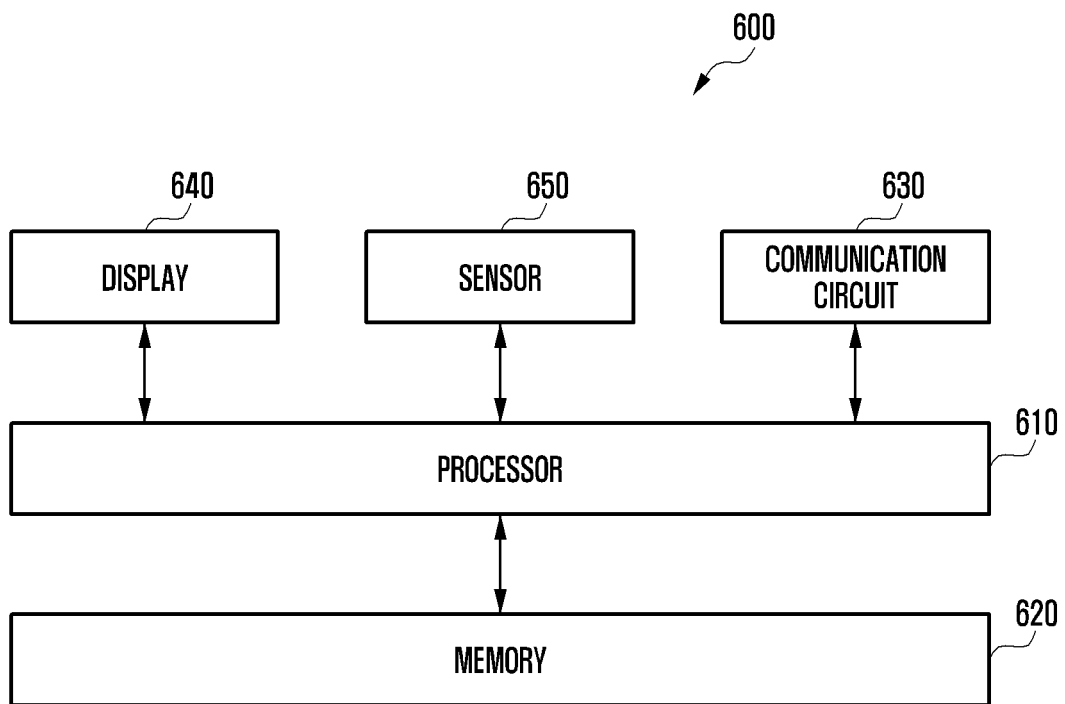 600
640
650
630
DISPLAY
SENSOR
COMMUNICATION
CIRCUIT
610
PROCESSOR
620
MEMORY